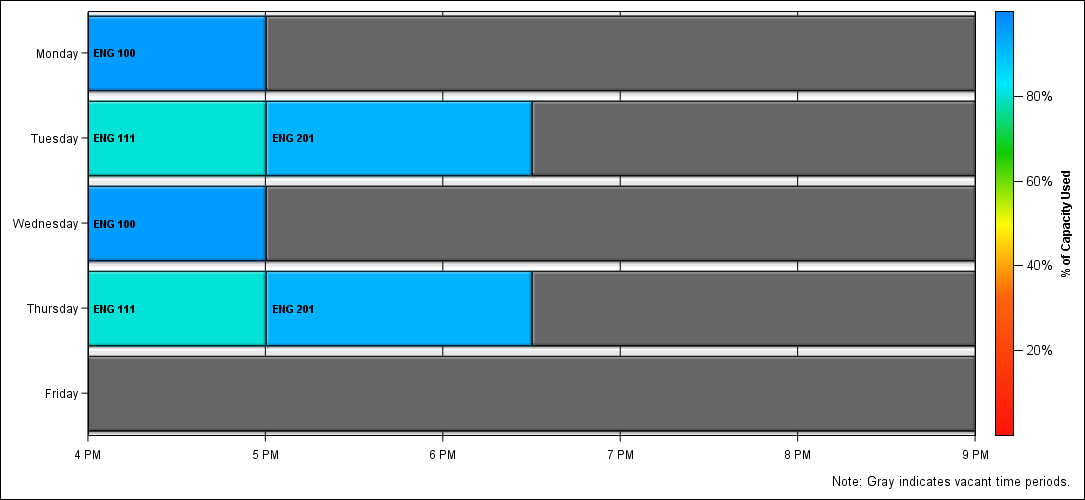 Monday
ENG 100
Tuesday
ENG 111
ENG 201
Wednesday
ENG 100
Thursday
ENG 111
ENG 201
Friday
4 PM
5 PM
6 PM
7 PM
8 PM
9 PM
80%
60%
40%
20%
% of Capacity Used
Note: Gray indicates vacant time periods.